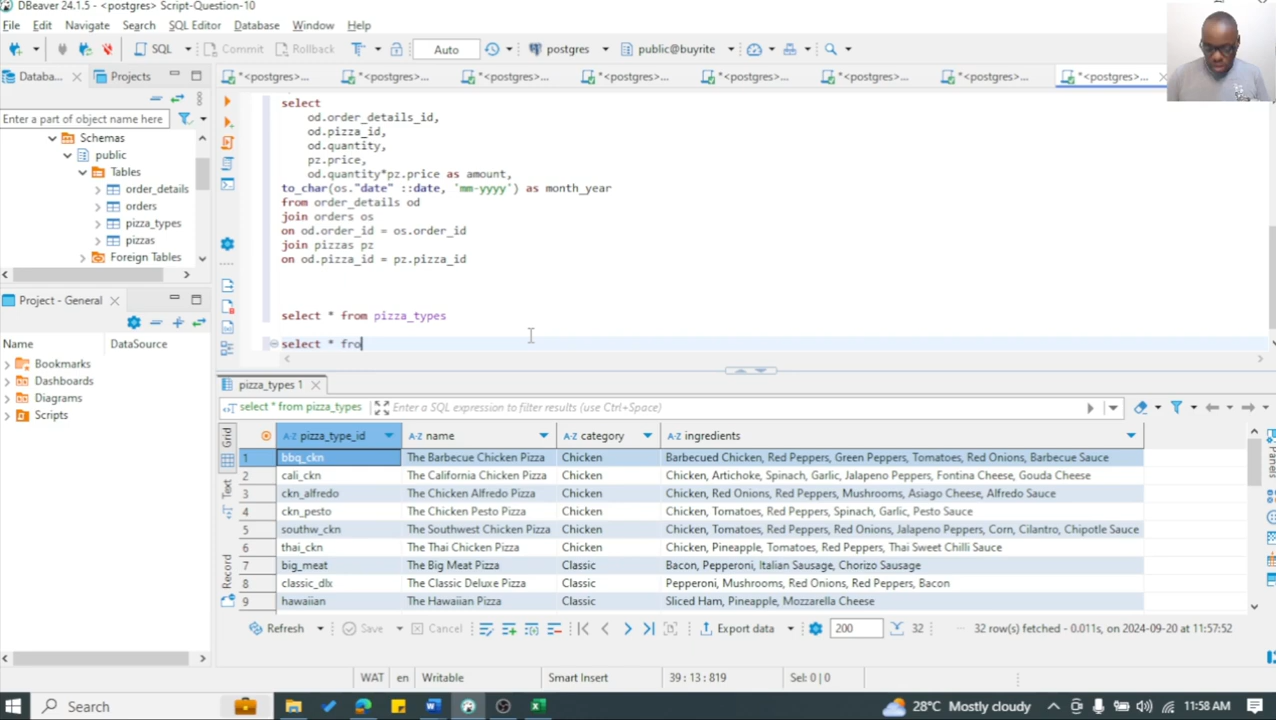 DBeaver 24.1.5 - <postgres> Script-Question-10
File Edit Navigate Search SQL Editor Database Window Help
SQL Commit Rollback Auto postgres public@buyrite
Databa... Projects *<postgres>... *<postgres>... *<postgres>... *<postgres>... *<postgres>... *<postgres>... *<postgres>... *<postgres>...
Enter a part of object name here
Schemas
public
Tables
order_details
orders
pizza_types
pizzas
Foreign Tables
select
od.order_details_id,
od.pizza_id,
od.quantity,
pz.price,
od.quantity*pz.price as amount,
to_char(os."date" ::date, 'mm-yyyy') as month_year
from order_details od
join orders os
on od.order_id = os.order_id
join pizzas pz
on od.pizza_id = pz.pizza_id
select * from pizza_types
select * fro
Project - General
Name DataSource
Bookmarks
Dashboards
Diagrams
Scripts
pizza_types 1
select * from pizza_types Enter a SQL expression to filter results (use Ctrl+Space)
Grid
Text
Record
Panels
A-Z pizza_type_id A-Z name A-Z category A-Z ingredients
1 bbq_ckn The Barbecue Chicken Pizza Chicken Barbecued Chicken, Red Peppers, Green Peppers, Tomatoes, Red Onions, Barbecue Sauce
2 cali_ckn The California Chicken Pizza Chicken Chicken, Artichoke, Spinach, Garlic, Jalapeno Peppers, Fontina Cheese, Gouda Cheese
3 ckn_alfredo The Chicken Alfredo Pizza Chicken Chicken, Red Onions, Red Peppers, Mushrooms, Asiago Cheese, Alfredo Sauce
4 ckn_pesto The Chicken Pesto Pizza Chicken Chicken, Tomatoes, Red Peppers, Spinach, Garlic, Pesto Sauce
5 southw_ckn The Southwest Chicken Pizza Chicken Chicken, Tomatoes, Red Peppers, Red Onions, Jalapeno Peppers, Corn, Cilantro, Chipotle Sauce
6 thai_ckn The Thai Chicken Pizza Chicken Chicken, Pineapple, Tomatoes, Red Peppers, Thai Sweet Chilli Sauce
7 big_meat The Big Meat Pizza Classic Bacon, Pepperoni, Italian Sausage, Chorizo Sausage
8 classic_dlx The Classic Deluxe Pizza Classic Pepperoni, Mushrooms, Red Onions, Red Peppers, Bacon
9 hawaiian The Hawaiian Pizza Classic Sliced Ham, Pineapple, Mozzarella Cheese
Refresh Save Cancel Export data 200 32 32 row(s) fetched - 0.011s, on 2024-09-20 at 11:57:52
WAT en Writable Smart Insert 39 : 13 : 819 Sel: 0 | 0
Search 28°C Mostly cloudy 11:58 AM